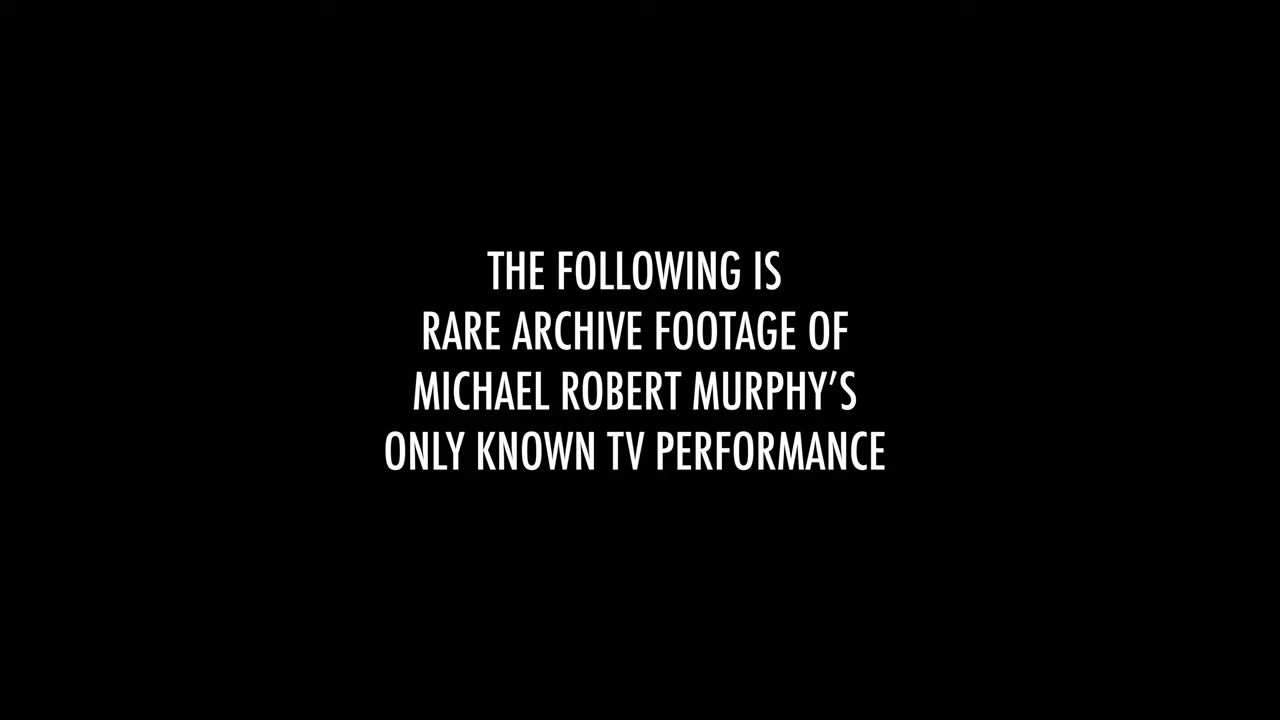 THE FOLLOWING IS
RARE ARCHIVE FOOTAGE OF
MICHAEL ROBERT MURPHY’S
ONLY KNOWN TV PERFORMANCE